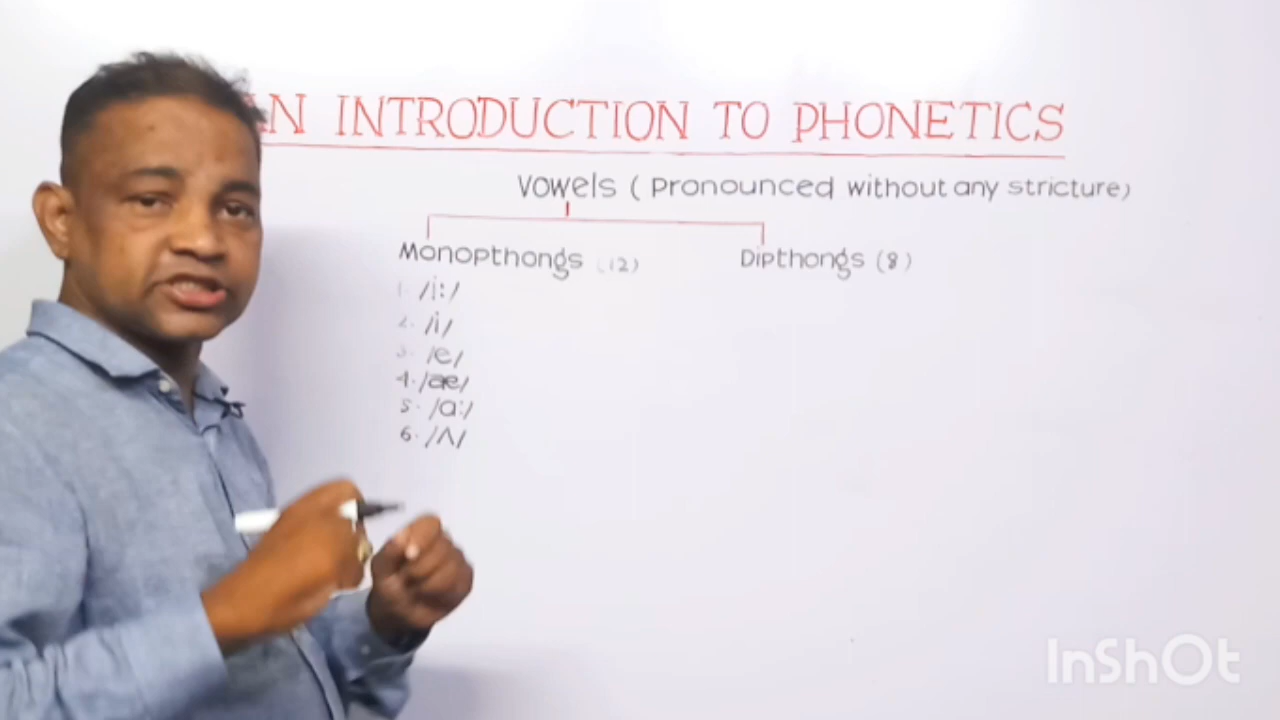 AN INTRODUCTION TO PHONETICS
Vowels ( Pronounced without any stricture)
Monopthongs (12) Dipthongs (8)
1. /i:/
2. /i/
3. /e/
4. /æ/
5. /a:/
6. /ʌ/
InShOt